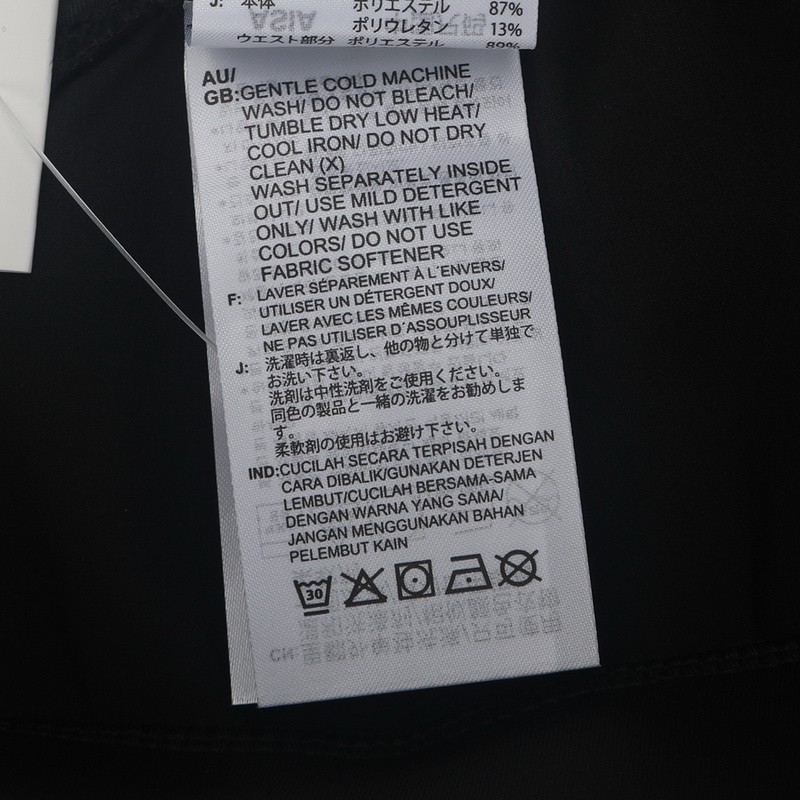 J: 本体 ポリエステル 87%
ポリウレタン 13%
ウエスト部分 ポリエステル 89%
ASIA
AU/
GB:GENTLE COLD MACHINE
WASH/ DO NOT BLEACH/
TUMBLE DRY LOW HEAT/
COOL IRON/ DO NOT DRY
CLEAN (X)
WASH SEPARATELY INSIDE
OUT/ USE MILD DETERGENT
ONLY/ WASH WITH LIKE
COLORS/ DO NOT USE
FABRIC SOFTENER
F: LAVER SÉPAREMENT À L´ENVERS/
UTILISER UN DÉTERGENT DOUX/
LAVER AVEC LES MÊMES COULEURS/
NE PAS UTILISER D´ASSOUPLISSEUR
J: 洗濯時は裏返し、他の物と分けて単独で
お洗い下さい。
洗剤は中性洗剤をご使用ください。
同色の製品と一緒の洗濯をお勧めしま
す。
柔軟剤の使用はお避け下さい。
IND:CUCILAH SECARA TERPISAH DENGAN
CARA DIBALIK/GUNAKAN DETERJEN
LEMBUT/CUCILAH BERSAMA-SAMA
DENGAN WARNA YANG SAMA/
JANGAN MENGGUNAKAN BAHAN
PELEMBUT KAIN
30